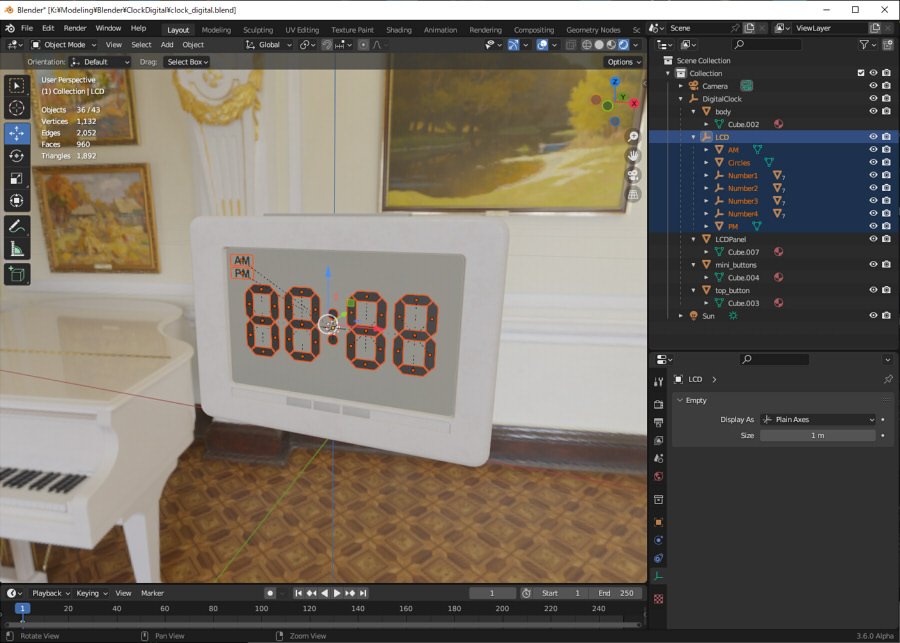 Blender* [K:¥Modeling¥Blender¥ClockDigital¥clock_digital.blend]
File Edit Render Window Help Layout Modeling Sculpting UV Editing Texture Paint Shading Animation Rendering Compositing Geometry Nodes Sc Scene ViewLayer
Object Mode View Select Add Object Global
Orientation: Default Drag: Select Box Options
User Perspective
(1) Collection | LCD
Objects 36/43
Vertices 1,132
Edges 2,052
Faces 960
Triangles 1,892
Z
Y
X
AM
PM
88:88
Scene Collection
Collection
Camera
DigitalClock
body
Cube.002
LCD
AM
Circles
Number1 7
Number2 7
Number3 7
Number4 7
PM
LCDPanel
Cube.007
mini_buttons
Cube.004
top_button
Cube.003
Sun
LCD
Empty
Display As Plain Axes
Size 1 m
Playback Keying View Marker 1 Start 1 End 250
1 20 40 60 80 100 120 140 160 180 200 220 240
Rotate View Pan View Zoom View 3.6.0 Alpha